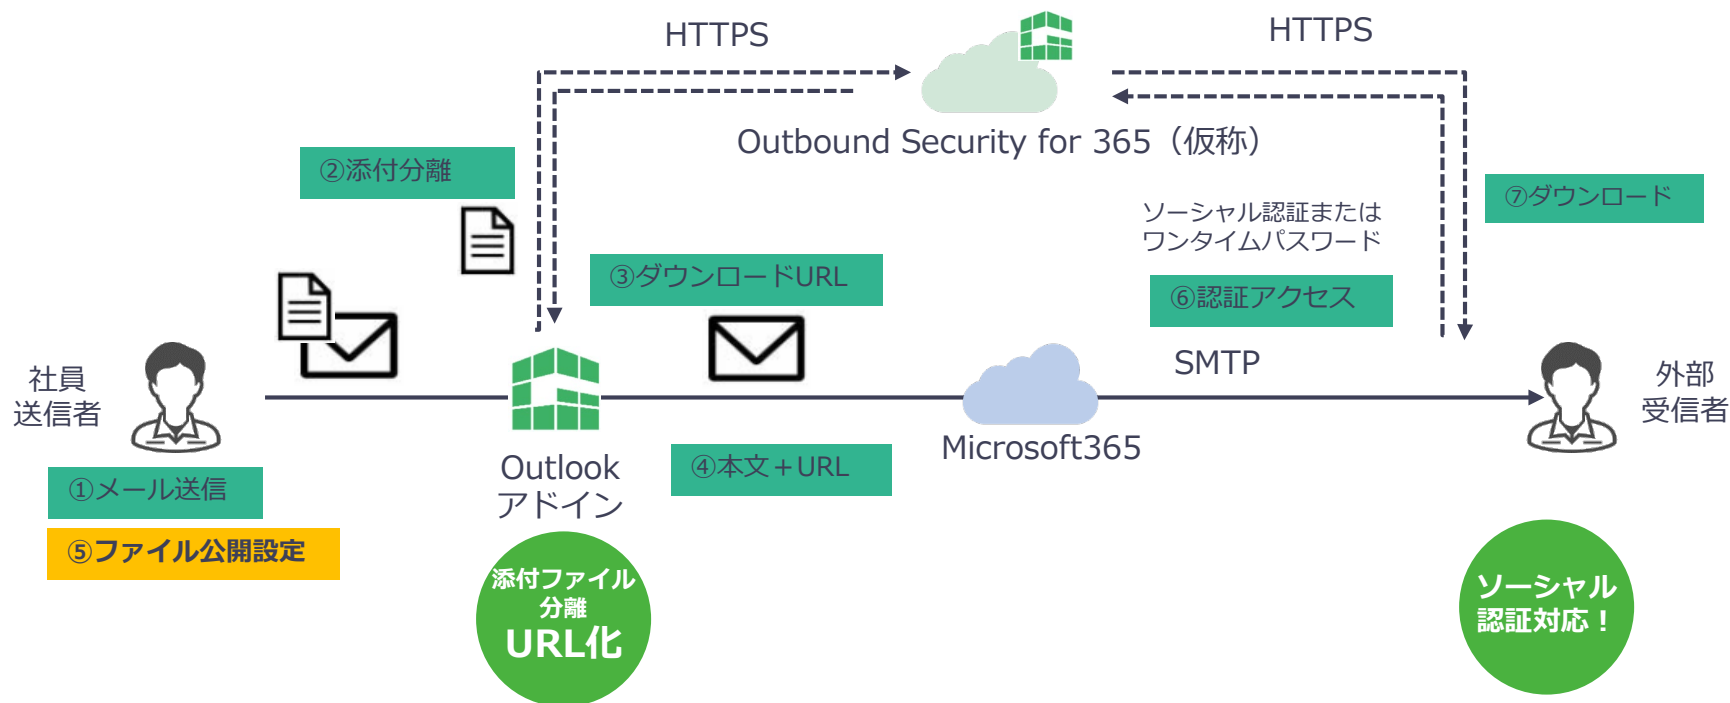 HTTPS
HTTPS
Outbound Security for 365（仮称）
②添付分離
⑦ダウンロード
ソーシャル認証または
ワンタイムパスワード
③ダウンロードURL
⑥認証アクセス
SMTP
社員
送信者
外部
受信者
Microsoft365
Outlook
アドイン
④本文＋URL
①メール送信
⑤ファイル公開設定
添付ファイル
分離
URL化
ソーシャル
認証対応！